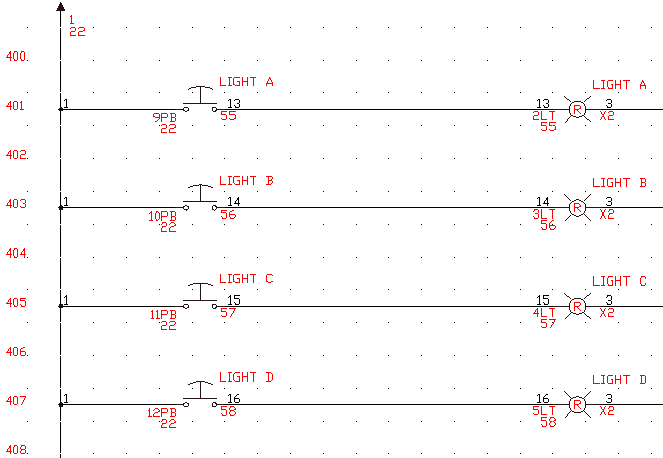 1
22
400.
LIGHT A LIGHT A
401 1 13 13 R 3
9PB 55 2LT X2
22 55
402.
LIGHT B LIGHT B
403 1 14 14 R 3
10PB 56 3LT X2
22 56
404.
LIGHT C LIGHT C
405 1 15 15 R 3
11PB 57 4LT X2
22 57
406.
LIGHT D LIGHT D
407 1 16 16 R 3
12PB 58 5LT X2
22 58
408.